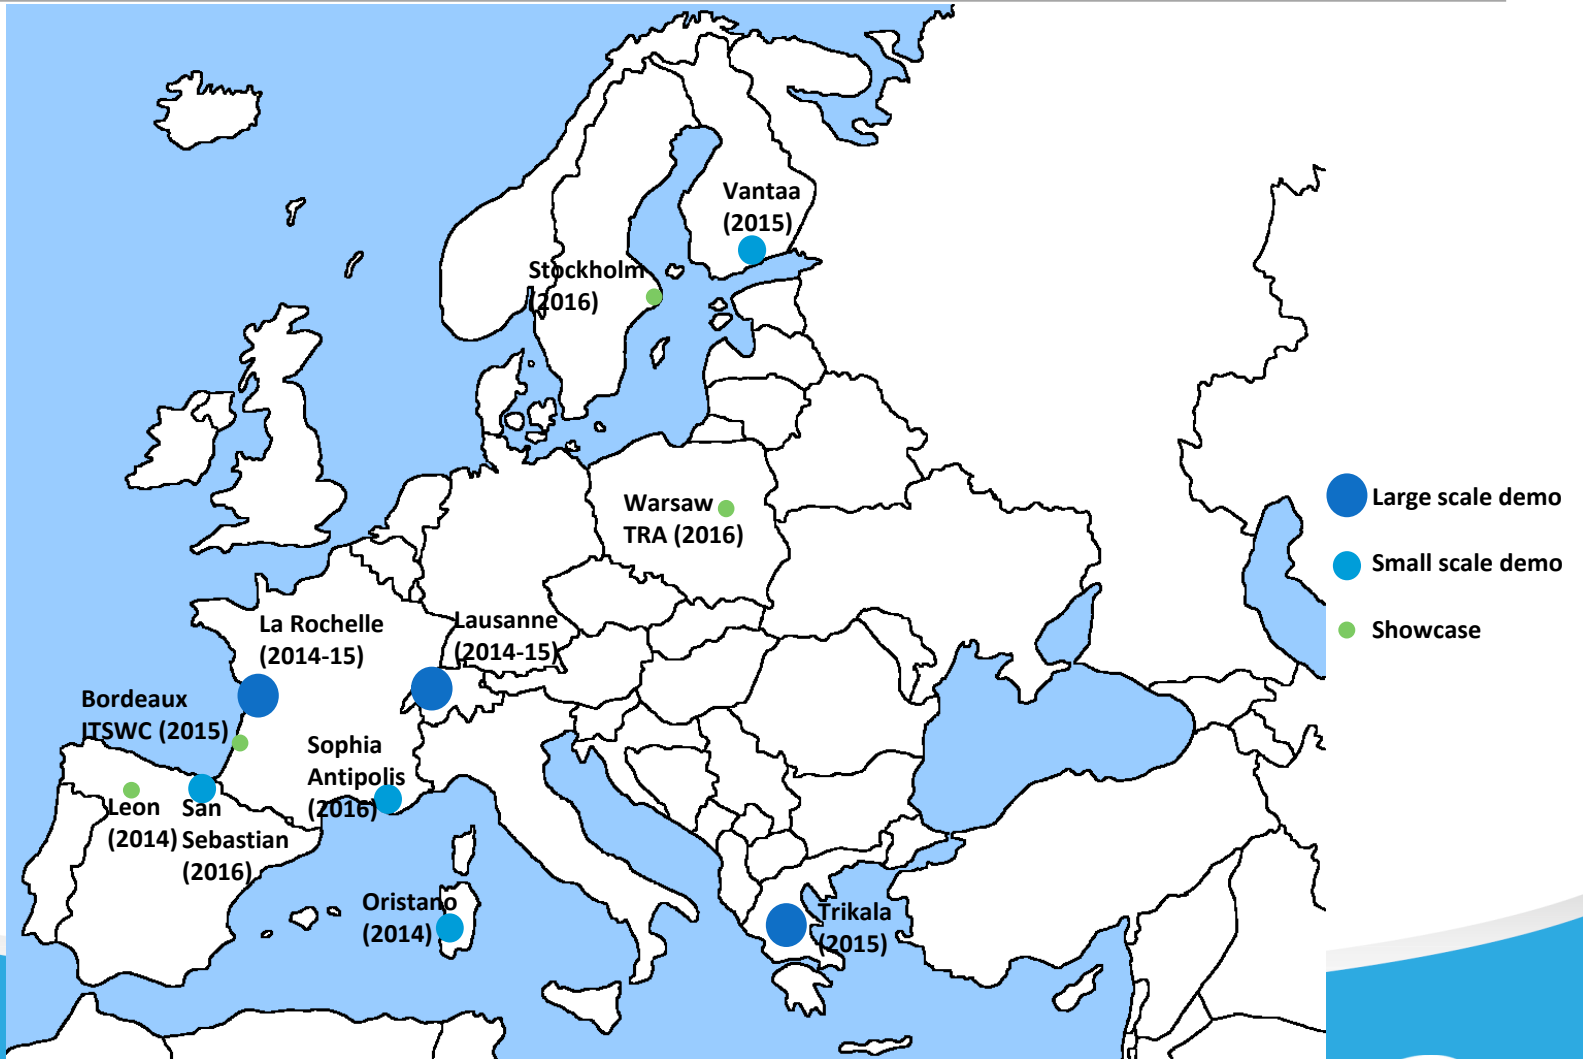 Vantaa
(2015)
Stockholm
(2016)
Warsaw
TRA (2016)
Large scale demo
Small scale demo
Showcase
La Rochelle
(2014-15)
Lausanne
(2014-15)
Bordeaux
ITSWC (2015)
Sophia
Antipolis
(2016)
Leon
(2014)
San
Sebastian
(2016)
Oristano
(2014)
Trikala
(2015)